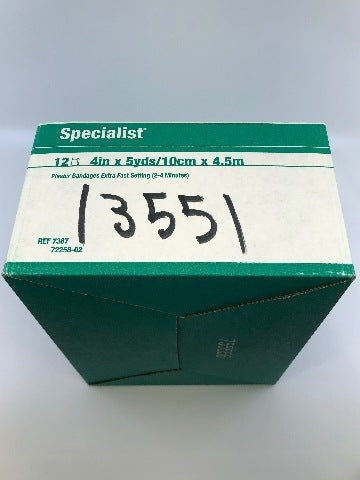 Specialist®
12 4in x 5yds/10cm x 4.5m
Plaster Bandages Extra Fast Setting (2-4 Minutes)
13551
REF 7367
72258-02